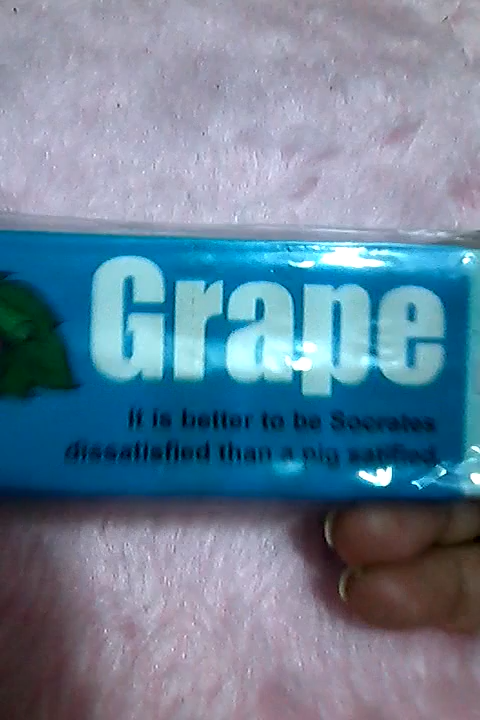 Grape
It is better to be Socrates
dissatisfied than a pig satified